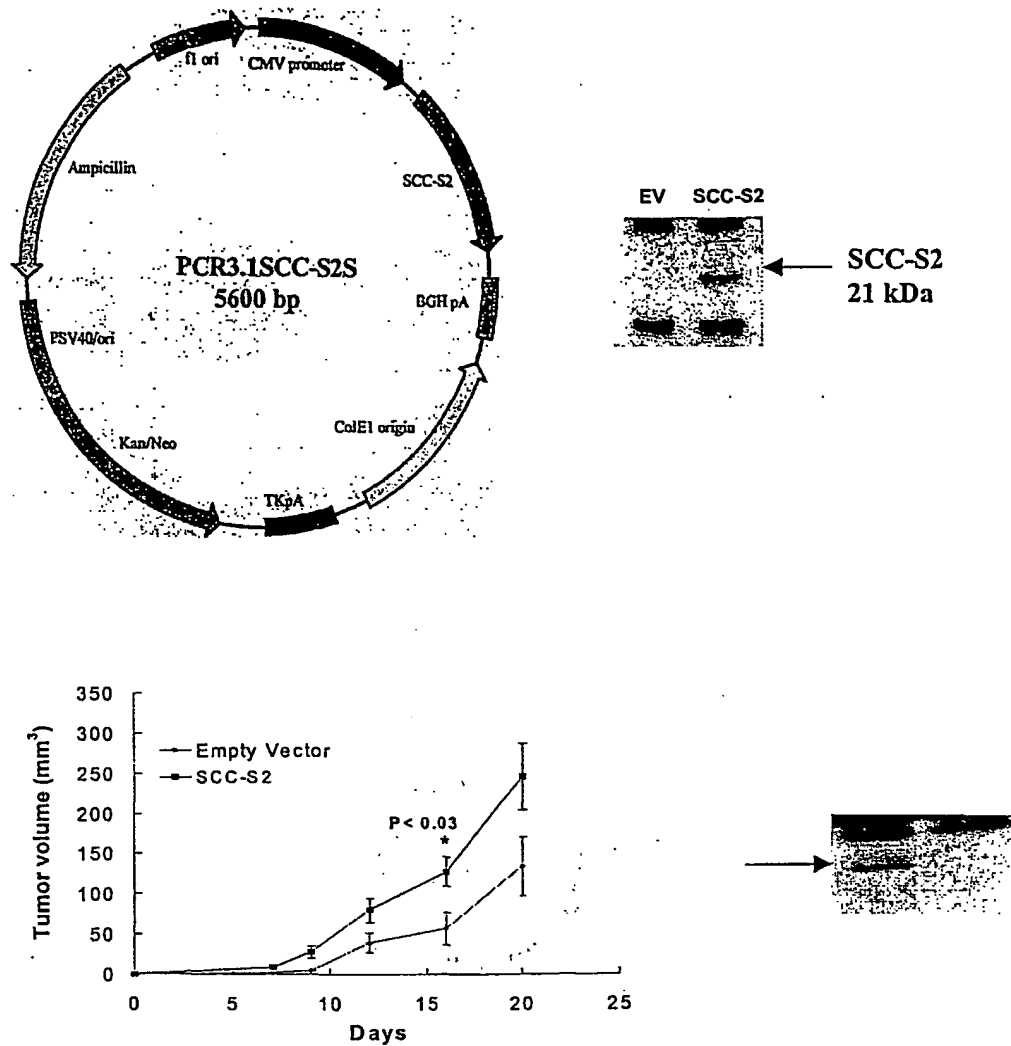 f1 ori
CMV promoter
Ampicillin
SCC-S2
PCR3.1SCC-S2S
5600 bp
BGH pA
PSV40/ori
ColE1 origin
Kan/Neo
TKpA
EV SCC-S2
SCC-S2
21 kDa
350
300
250
200
150
100
50
0
Tumor volume (mm³)
Empty Vector
SCC-S2
P< 0.03
*
0 5 10 15 20 25
Days